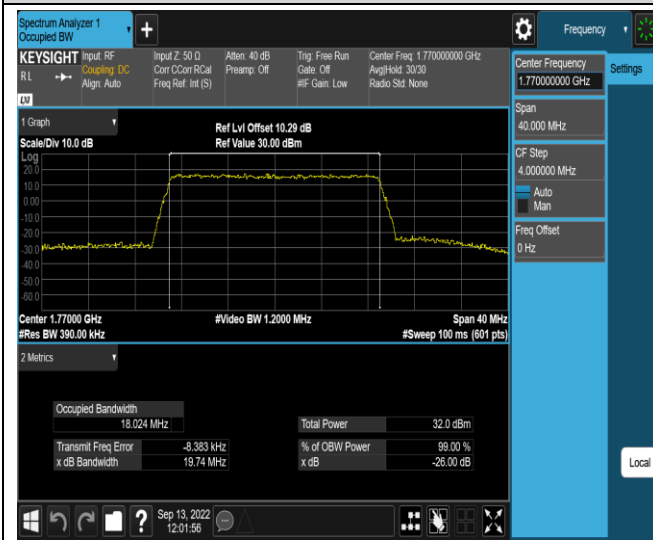 Spectrum Analyzer 1
Occupied BW
+
Frequency
KEYSIGHT
Input: RF
Input Z: 50 Ω
Atten: 40 dB
Trig: Free Run
Center Freq: 1.770000000 GHz
RL
Coupling: DC
Corr CCorr RCal
Preamp: Off
Gate: Off
Avg|Hold: 30/30
Align: Auto
Freq Ref: Int (S)
#IF Gain: Low
Radio Std: None
LXI
1 Graph
Ref Lvl Offset 10.29 dB
Scale/Div 10.0 dB
Ref Value 30.00 dBm
Log
20.0
10.0
0.00
-10.0
-20.0
-30.0
-40.0
-50.0
-60.0
Center 1.77000 GHz
#Video BW 1.2000 MHz
Span 40 MHz
#Res BW 390.00 kHz
#Sweep 100 ms (601 pts)
2 Metrics
Occupied Bandwidth
18.024 MHz
Total Power
32.0 dBm
Transmit Freq Error
-8.383 kHz
% of OBW Power
99.00 %
x dB Bandwidth
19.74 MHz
x dB
-26.00 dB
?
Sep 13, 2022
12:01:56
Center Frequency
1.77000000 GHz
Settings
Span
40.000 MHz
CF Step
4.000000 MHz
Auto
Man
Freq Offset
0 Hz
Local